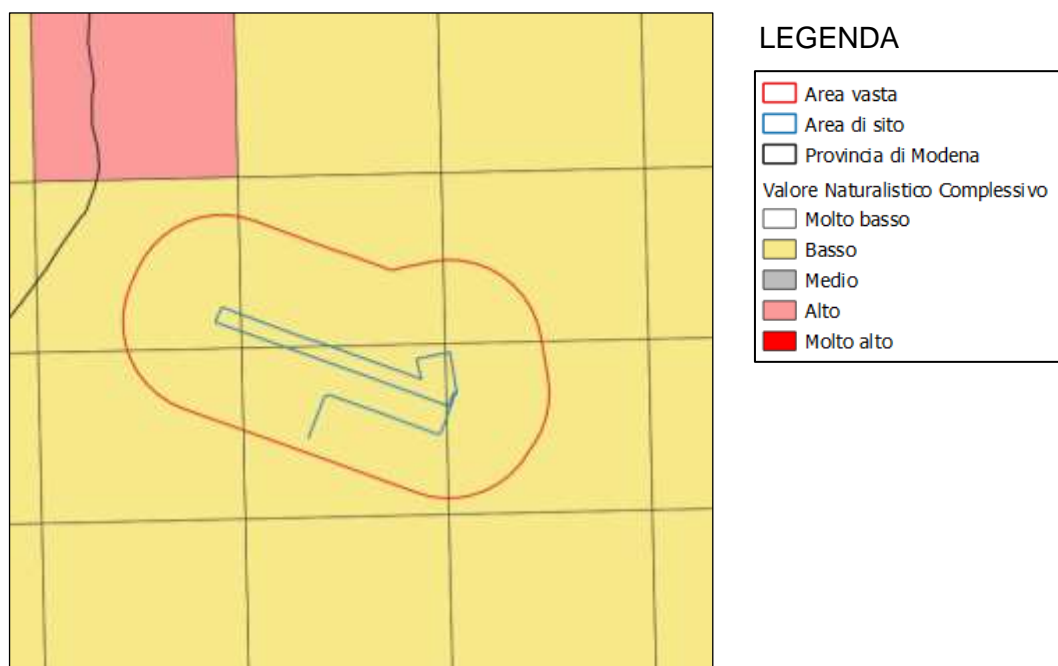 LEGENDA
Area vasta
Area di sito
Provincia di Modena
Valore Naturalistico Complessivo
Molto basso
Basso
Medio
Alto
Molto alto